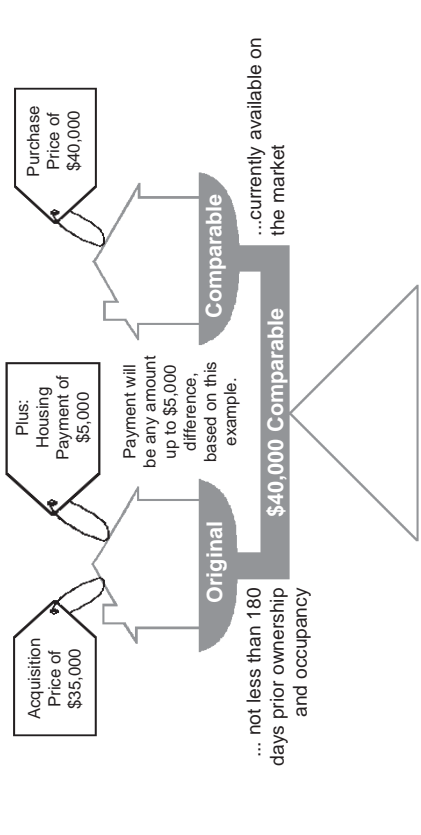 Acquisition
Price of
$35,000
Plus:
Housing
Payment of
$5,000
Purchase
Price of
$40,000
Payment will
be any amount
up to $5,000
difference,
based on this
example.
Original
Comparable
$40,000 Comparable
... not less than 180
days prior ownership
and occupancy
...currently available on
the market